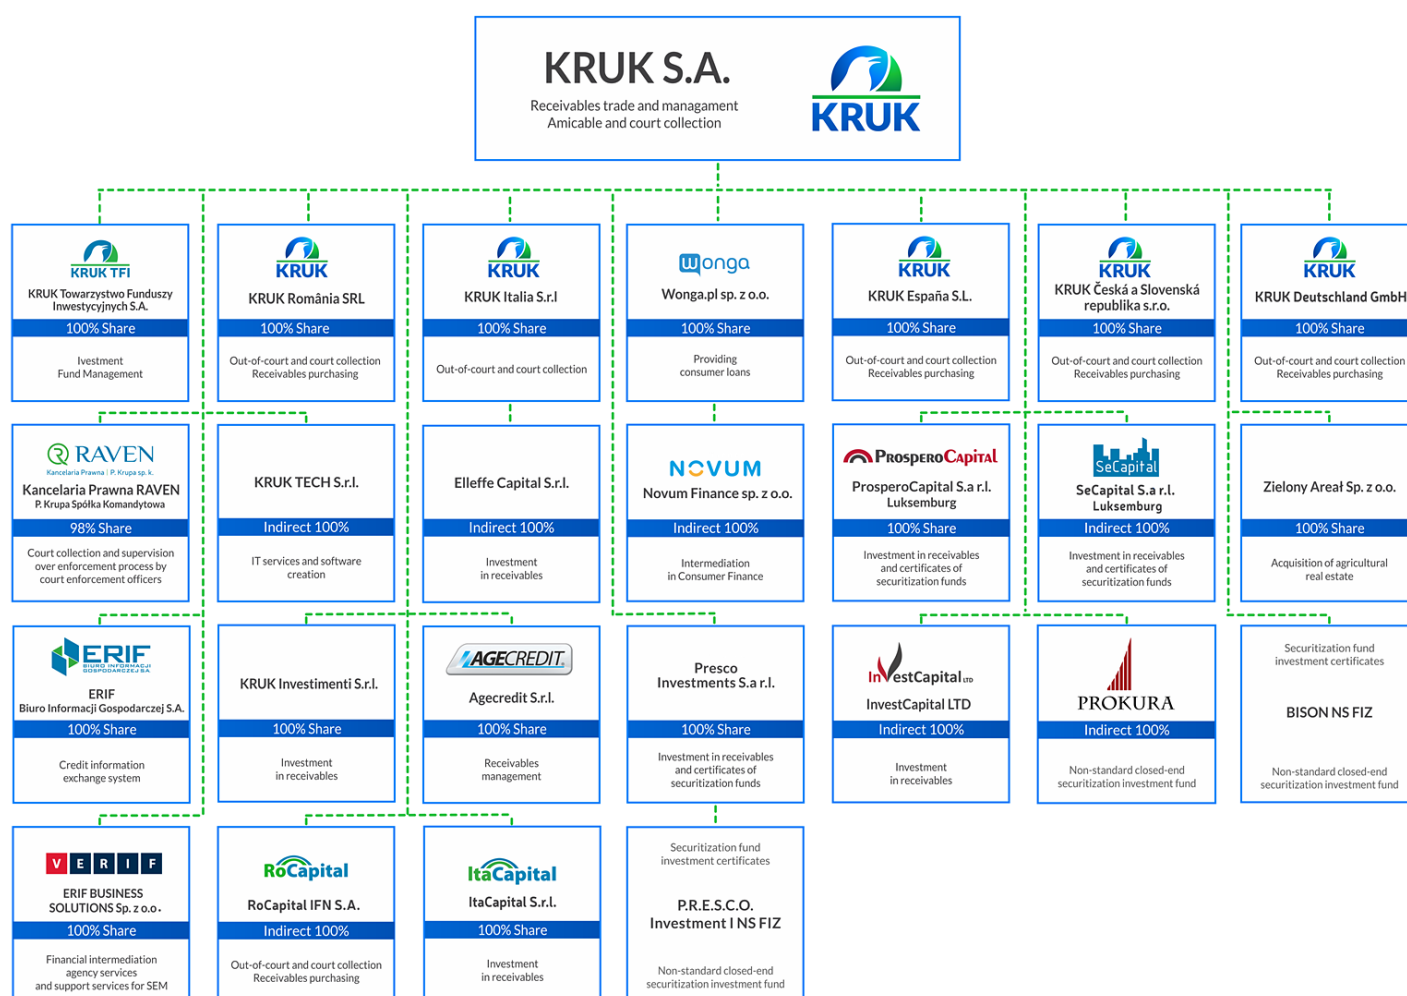 KRUK S.A.
Receivables trade and managament
Amicable and court collection
KRUK
KRUK TFI
KRUK Towarzystwo Funduszy
Inwestycyjnych S.A.
100% Share
Ivestment
Fund Management
KRUK
KRUK România SRL
100% Share
Out-of-court and court collection
Receivables purchasing
KRUK
KRUK Italia S.r.l
100% Share
Out-of-court and court collection
wonga
Wonga.pl sp. z o.o.
100% Share
Providing
consumer loans
KRUK
KRUK España S.L.
100% Share
Out-of-court and court collection
Receivables purchasing
KRUK
KRUK Česká a Slovenská
republika s.r.o.
100% Share
Out-of-court and court collection
Receivables purchasing
KRUK
KRUK Deutschland GmbH
100% Share
Out-of-court and court collection
Receivables purchasing
RAVEN
Kancelaria Prawna | P. Krupa sp. k.
Kancelaria Prawna RAVEN
P. Krupa Spółka Komandytowa
98% Share
Court collection and supervision
over enforcement process by
court enforcement officers
KRUK TECH S.r.l.
Indirect 100%
IT services and software
creation
Elleffe Capital S.r.l.
Indirect 100%
Investment
in receivables
NOVUM
Novum Finance sp. z o.o.
Indirect 100%
Intermediation
in Consumer Finance
PROSPEROCAPITAL
ProsperoCapital S.a r.l.
Luksemburg
100% Share
Investment in receivables
and certificates of
securitization funds
SeCapital
SeCapital S.a r.l.
Luksemburg
Indirect 100%
Investment in receivables
and certificates of
securitization funds
Zielony Areał Sp. z o.o.
100% Share
Acquisition of agricultural
real estate
ERIF
BIURO INFORMACJI
GOSPODARCZEJ S.A.
ERIF
Biuro Informacji Gospodarczej S.A.
100% Share
Credit information
exchange system
KRUK Investimenti S.r.l.
100% Share
Investment
in receivables
AGECREDIT
Agecredit S.r.l.
100% Share
Receivables
management
Presco
Investments S.a r.l.
100% Share
Investment in receivables
and certificates of
securitization funds
InVestCapital LTD
InvestCapital LTD
Indirect 100%
Investment
in receivables
PROKURA
Indirect 100%
Non-standard closed-end
securitization investment fund
Securitization fund
investment certificates
BISON NS FIZ
Non-standard closed-end
securitization investment fund
VERIF
ERIF BUSINESS
SOLUTIONS Sp. z o.o.
100% Share
Financial intermediation
agency services
and support services for SEM
RoCapital
RoCapital IFN S.A.
Indirect 100%
Out-of-court and court collection
Receivables purchasing
ItaCapital
ItaCapital S.r.l.
100% Share
Investment
in receivables
Securitization fund
investment certificates
P.R.E.S.C.O.
Investment I NS FIZ
Non-standard closed-end
securitization investment fund